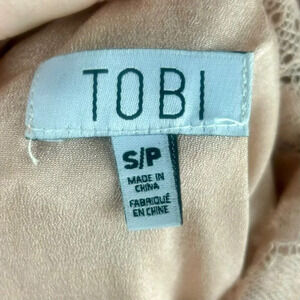 TOBI
S/P
MADE IN
CHINA
FABRIQUÉ
EN CHINE